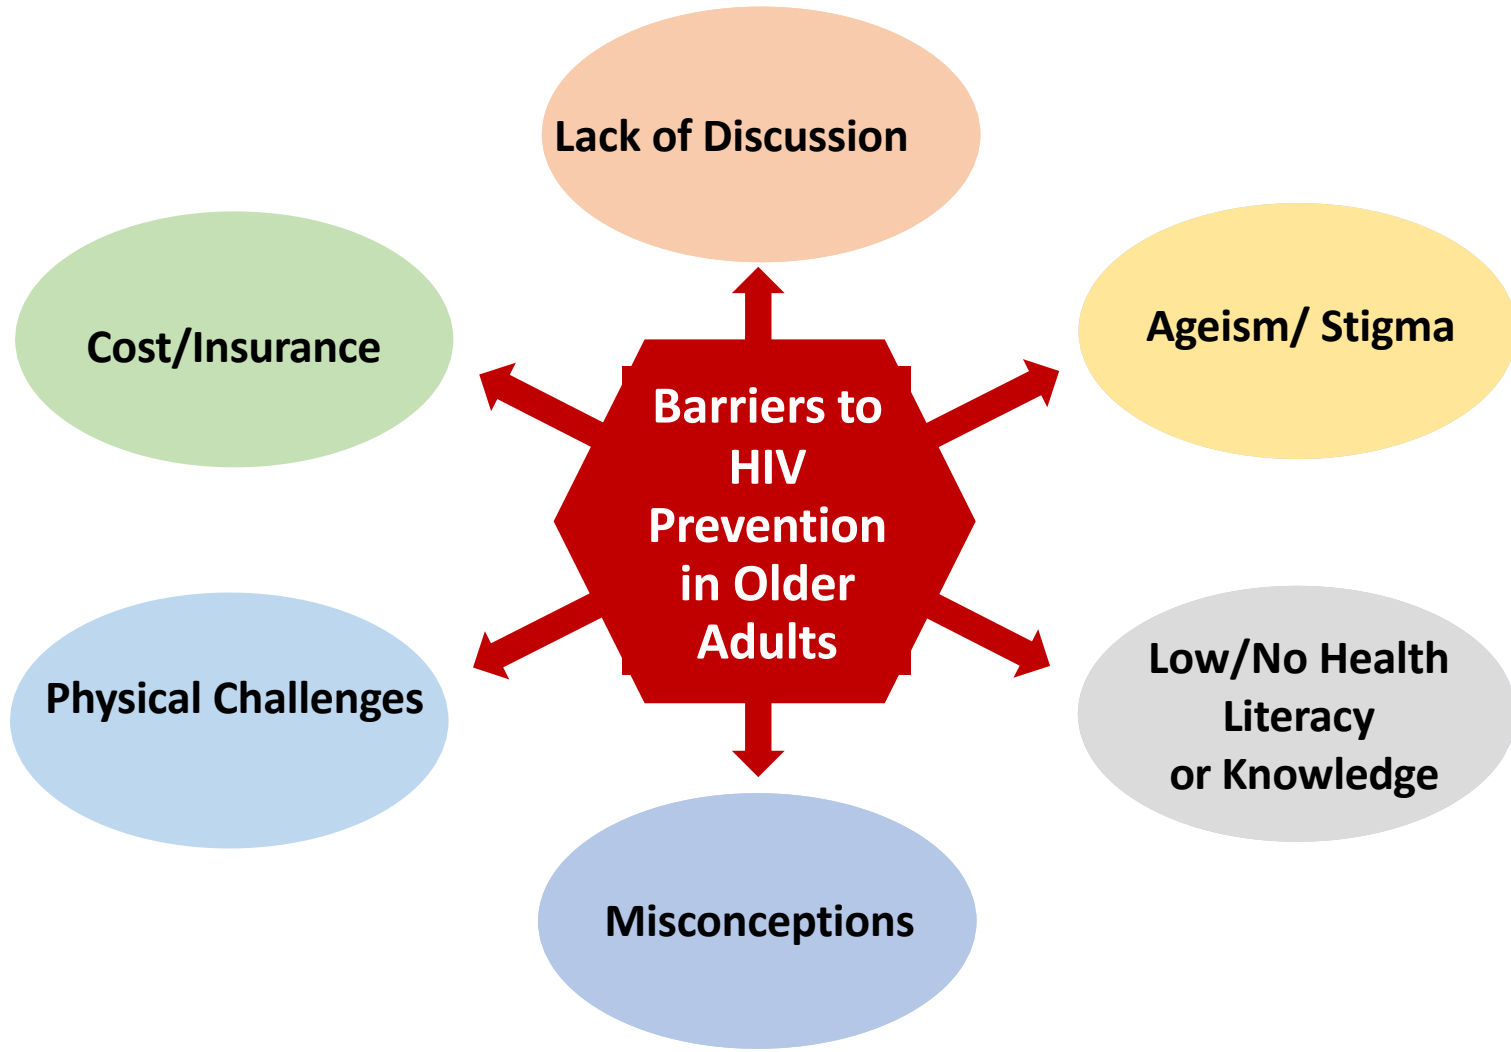 Lack of Discussion
Cost/Insurance
Ageism/ Stigma
Barriers to
HIV
Prevention
in Older
Adults
Physical Challenges
Low/No Health
Literacy
or Knowledge
Misconceptions